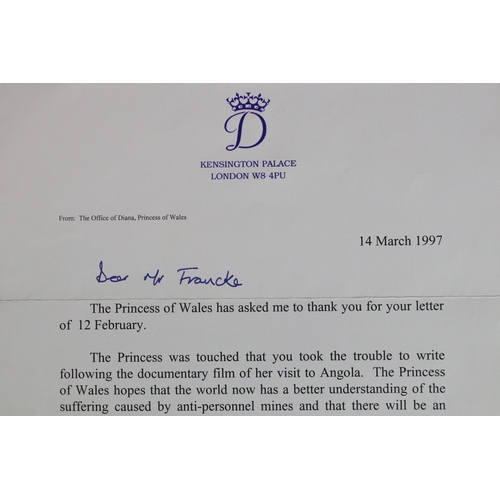 D
KENSINGTON PALACE
LONDON W8 4PU
From: The Office of Diana, Princess of Wales
14 March 1997
Dear Mr Francke
The Princess of Wales has asked me to thank you for your letter
of 12 February.
The Princess was touched that you took the trouble to write
following the documentary film of her visit to Angola. The Princess
of Wales hopes that the world now has a better understanding of the
suffering caused by anti-personnel mines and that there will be an